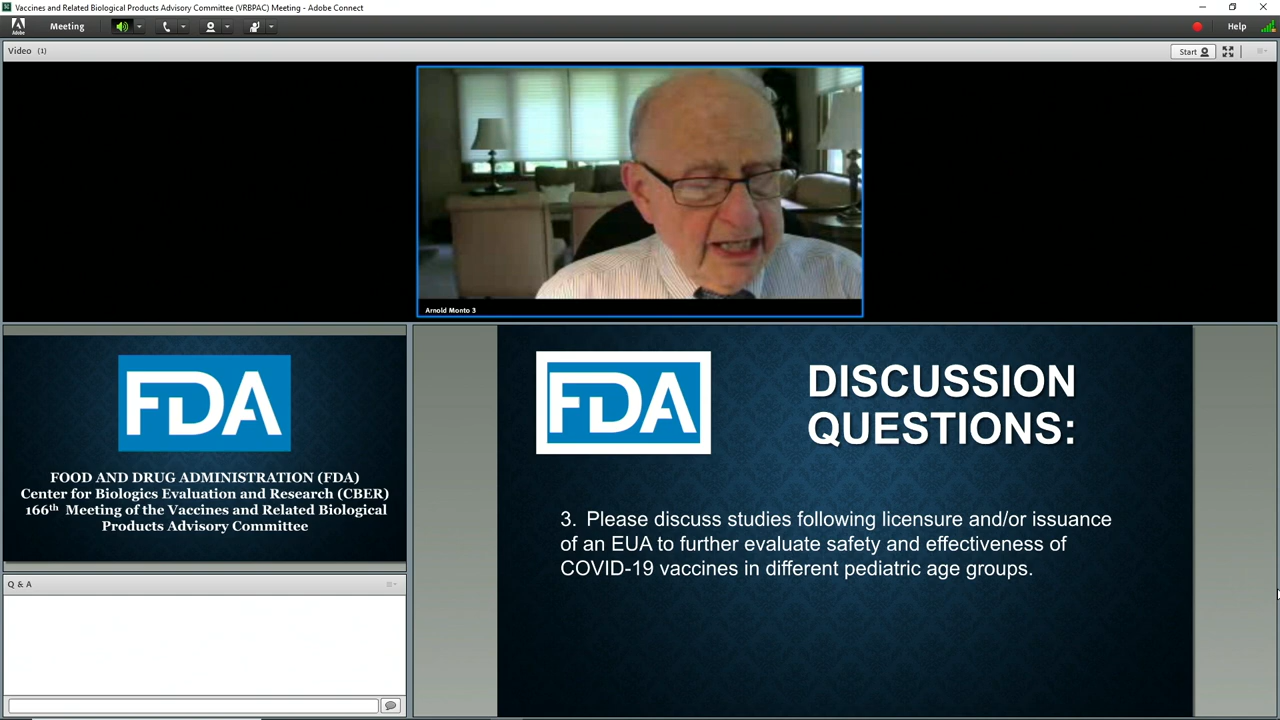 Vaccines and Related Biological Products Advisory Committee (VRBPAC) Meeting - Adobe Connect
Adobe
Meeting
Help
Video (1)
Start
Arnold Monto 3
FDA
FOOD AND DRUG ADMINISTRATION (FDA)
Center for Biologics Evaluation and Research (CBER)
166th Meeting of the Vaccines and Related Biological
Products Advisory Committee
Q & A
FDA
DISCUSSION
QUESTIONS:
3. Please discuss studies following licensure and/or issuance
of an EUA to further evaluate safety and effectiveness of
COVID-19 vaccines in different pediatric age groups.